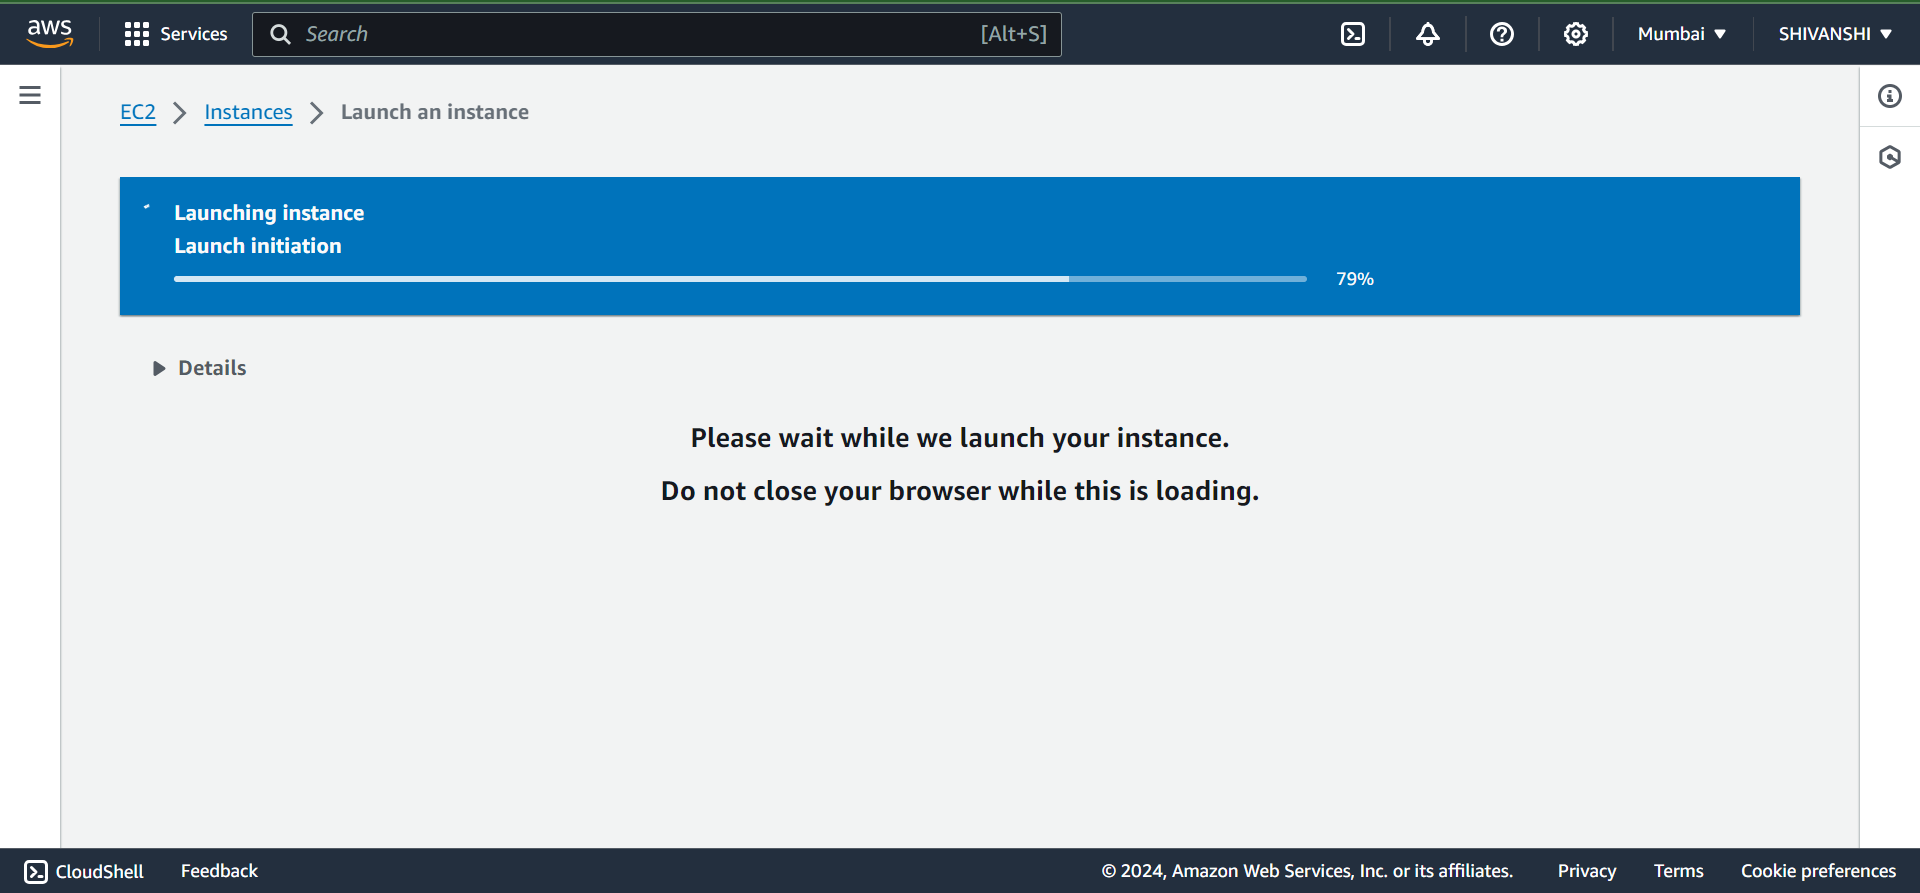 aws Services Search [Alt+S] Mumbai SHIVANSHI
EC2 Instances Launch an instance
Launching instance
Launch initiation
79%
Details
Please wait while we launch your instance.
Do not close your browser while this is loading.
CloudShell Feedback © 2024, Amazon Web Services, Inc. or its affiliates. Privacy Terms Cookie preferences